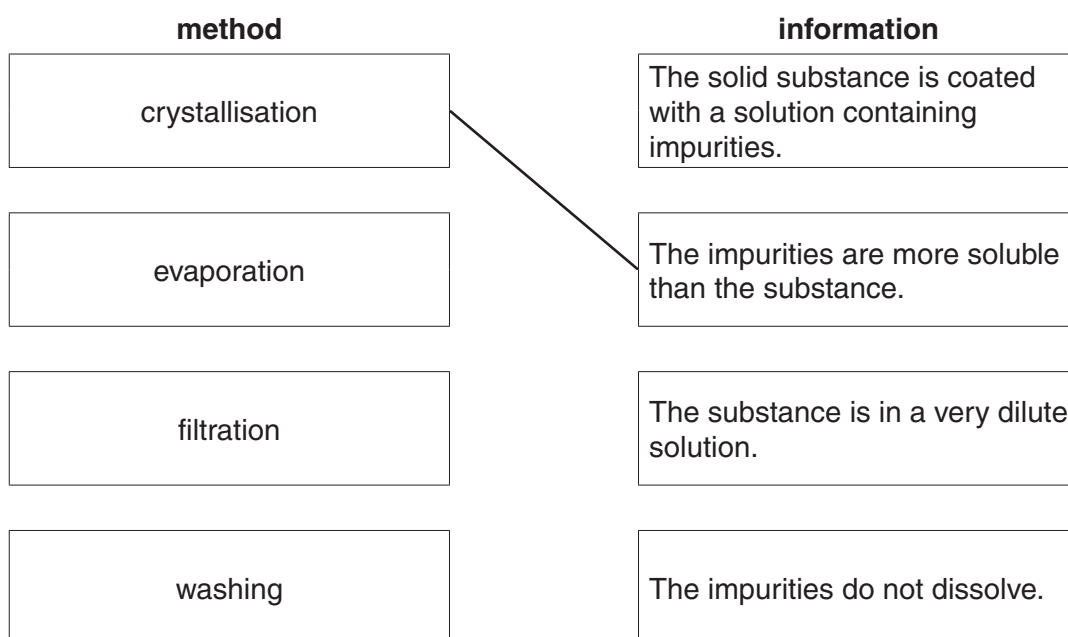 method
information
crystallisation
The solid substance is coated
with a solution containing
impurities.
evaporation
The impurities are more soluble
than the substance.
filtration
The substance is in a very dilute
solution.
washing
The impurities do not dissolve.